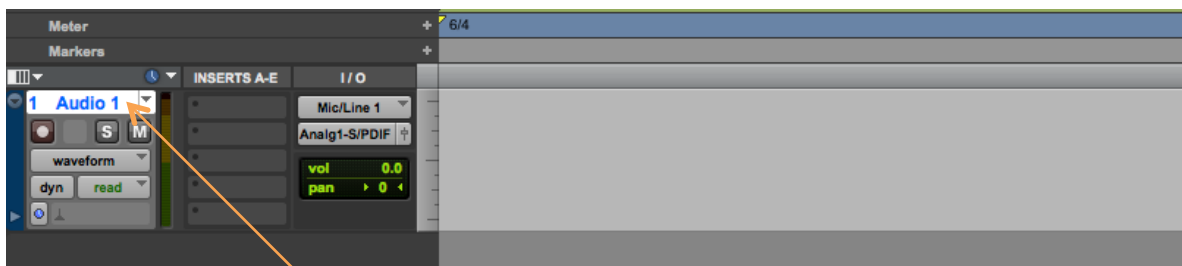 Meter + 6/4
Markers +
INSERTS A-E I / O
1 Audio 1 Mic/Line 1
S M Analg1-S/PDIF
waveform vol 0.0
dyn read pan 0